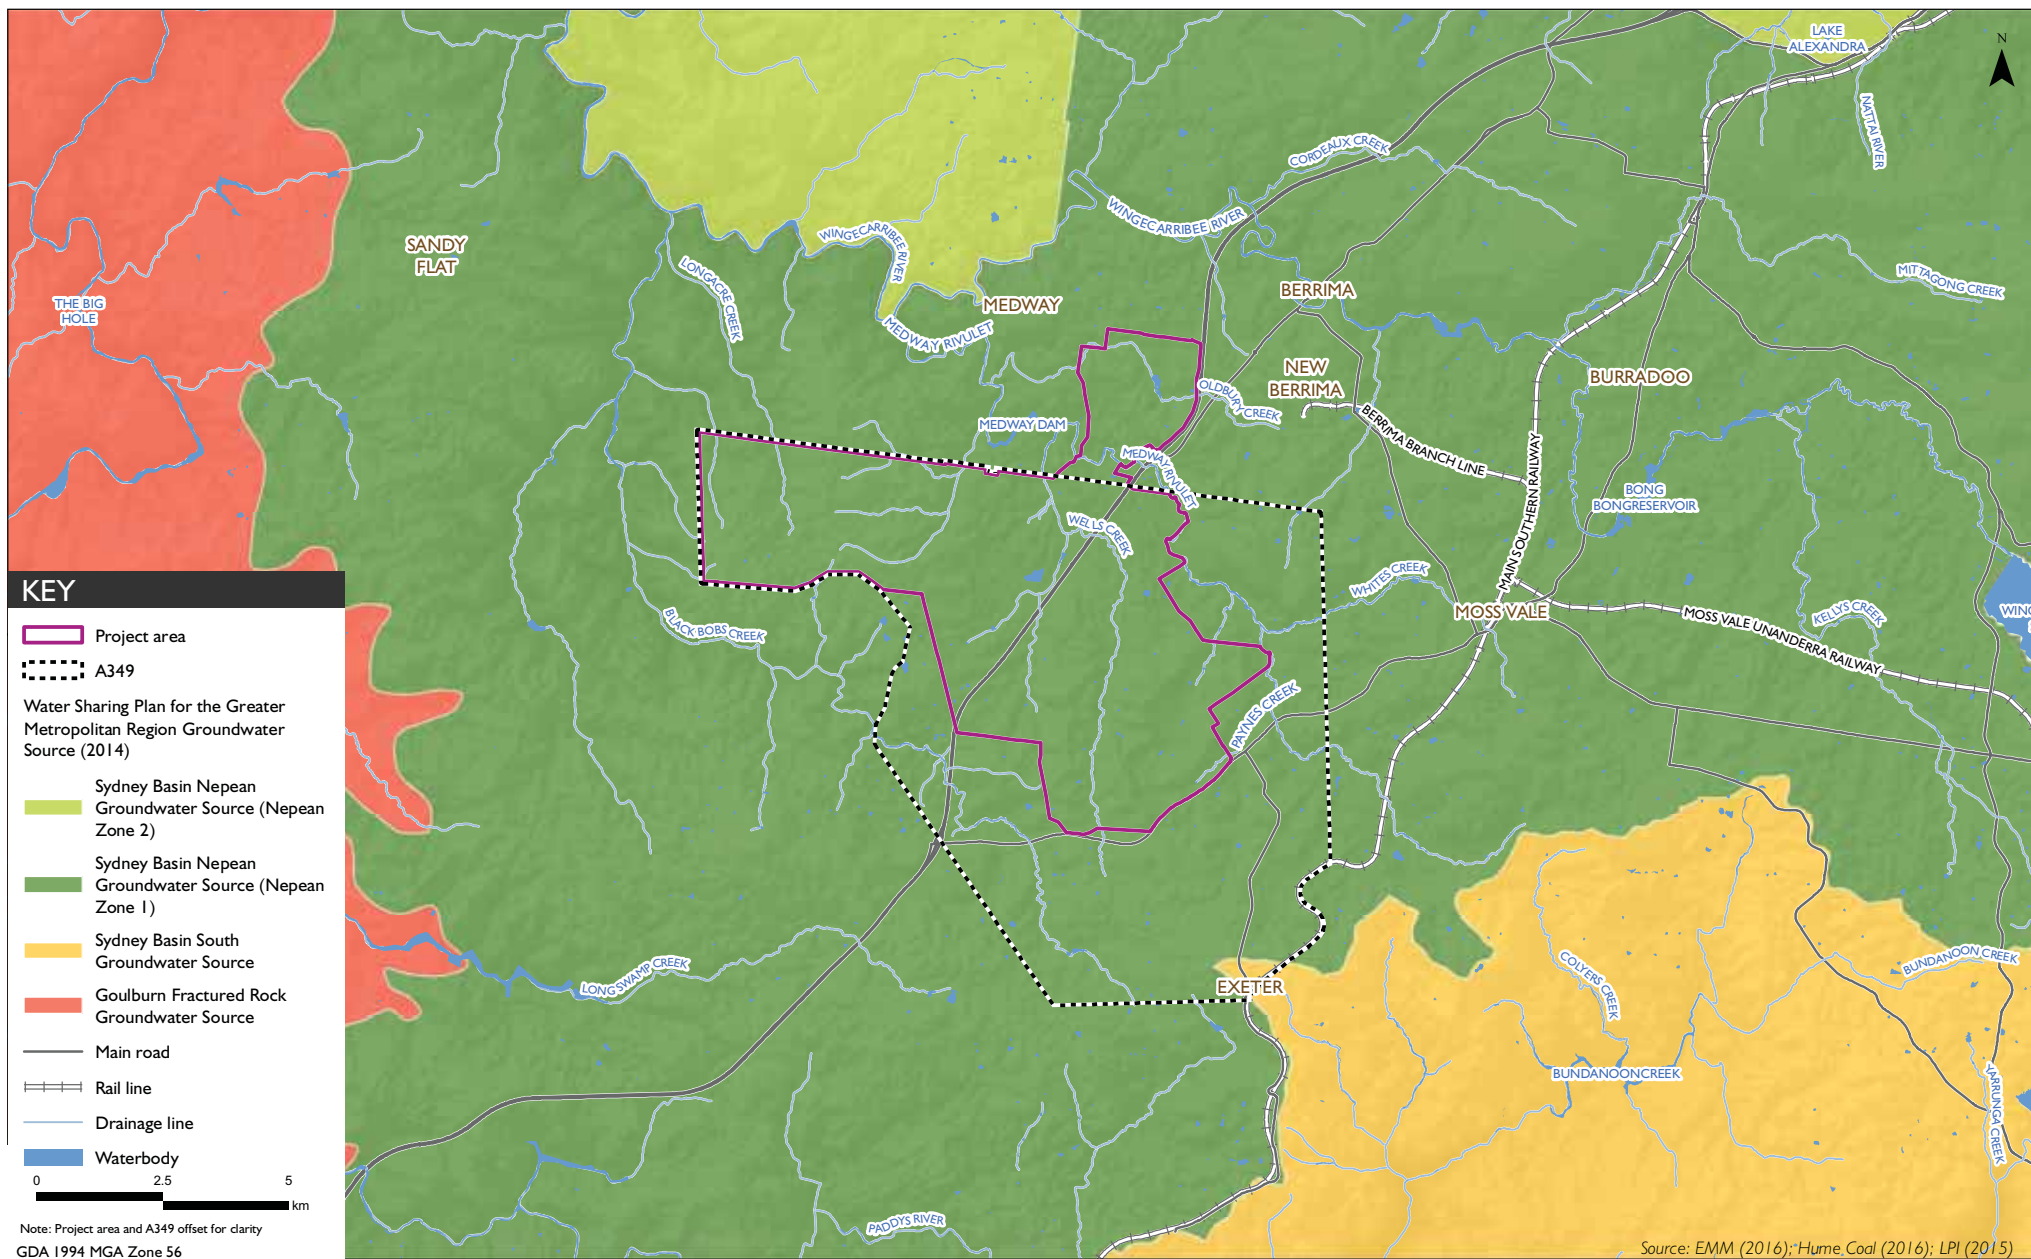 LAKE
ALEXANDRA
N
NATTAI RIVER
CORDEAUX CREEK
WINGECARRIBEE RIVER
WINGECARRIBEE RIVER
SANDY
FLAT
LONGACRE CREEK
MITTAGONG CREEK
THE BIG
HOLE
MEDWAY
BERRIMA
MEDWAY RIVULET
NEW
BERRIMA
BURRADOO
OLDBURY CREEK
MEDWAY DAM
BERRIMA BRANCH LINE
MEDWAY RIVULET
MAIN SOUTHERN RAILWAY
BONG
BONGRESERVOIR
WELLS CREEK
WHITES CREEK
MOSS VALE
BLACK BOBS CREEK
KELLYS CREEK
MOSS VALE UNANDERRA RAILWAY
PAYNES CREEK
LONG SWAMP CREEK
EXETER
COLYERS CREEK
BUNDANOON CREEK
BUNDANOONCREEK
YARRUNGA CREEK
PADDYS RIVER
KEY
Project area
A349
Water Sharing Plan for the Greater
Metropolitan Region Groundwater
Source (2014)
Sydney Basin Nepean
Groundwater Source (Nepean
Zone 2)
Sydney Basin Nepean
Groundwater Source (Nepean
Zone 1)
Sydney Basin South
Groundwater Source
Goulburn Fractured Rock
Groundwater Source
Main road
Rail line
Drainage line
Waterbody
0 2.5 5
km
Note: Project area and A349 offset for clarity
GDA 1994 MGA Zone 56
Source: EMM (2016); Hume Coal (2016); LPI (2015)